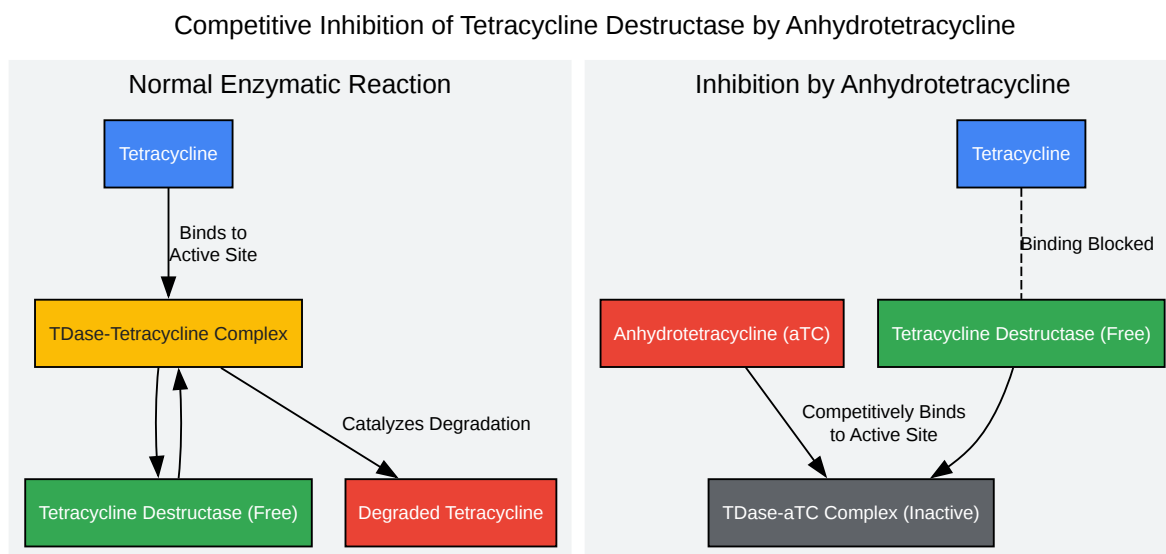 Competitive Inhibition of Tetracycline Destructase by Anhydrotetracycline
Normal Enzymatic Reaction
Tetracycline
Binds to
Active Site
TDase-Tetracycline Complex
Catalyzes Degradation
Tetracycline Destructase (Free)
Degraded Tetracycline
Inhibition by Anhydrotetracycline
Tetracycline
Binding Blocked
Anhydrotetracycline (aTC)
Tetracycline Destructase (Free)
Competitively Binds
to Active Site
TDase-aTC Complex (Inactive)